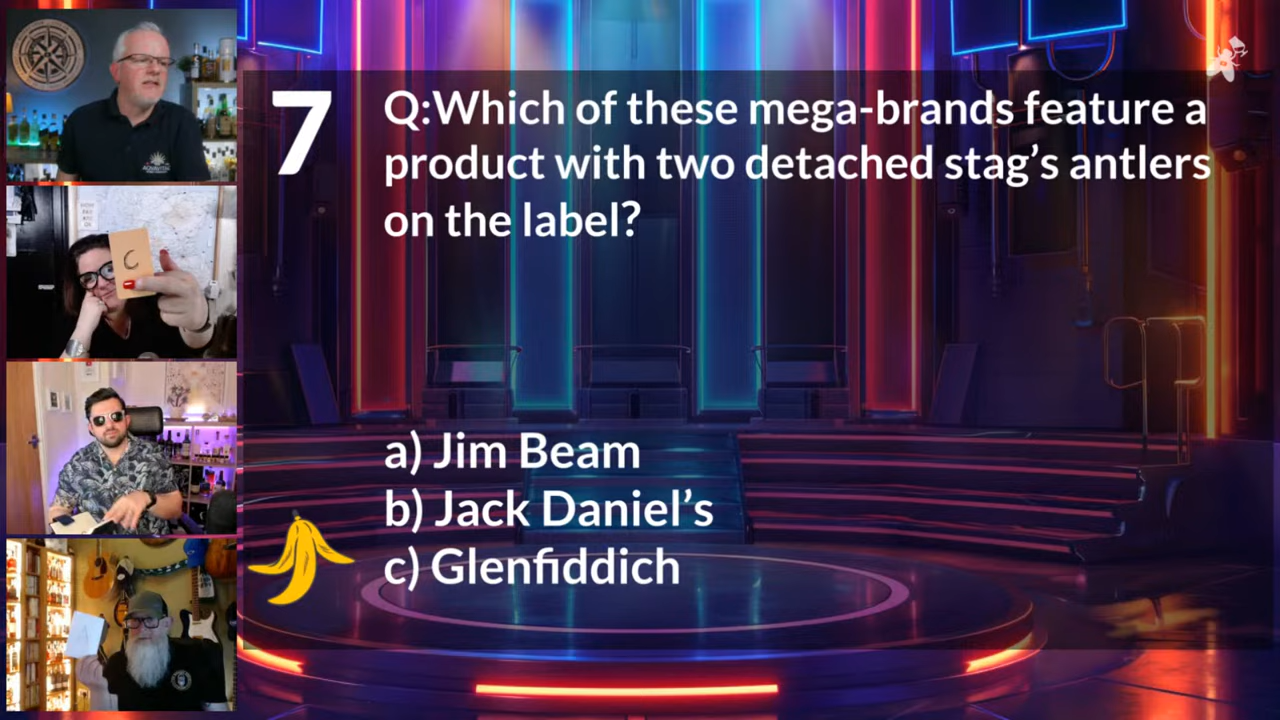 7
Q:Which of these mega-brands feature a
product with two detached stag's antlers
on the label?
a) Jim Beam
b) Jack Daniel's
c) Glenfiddich
C